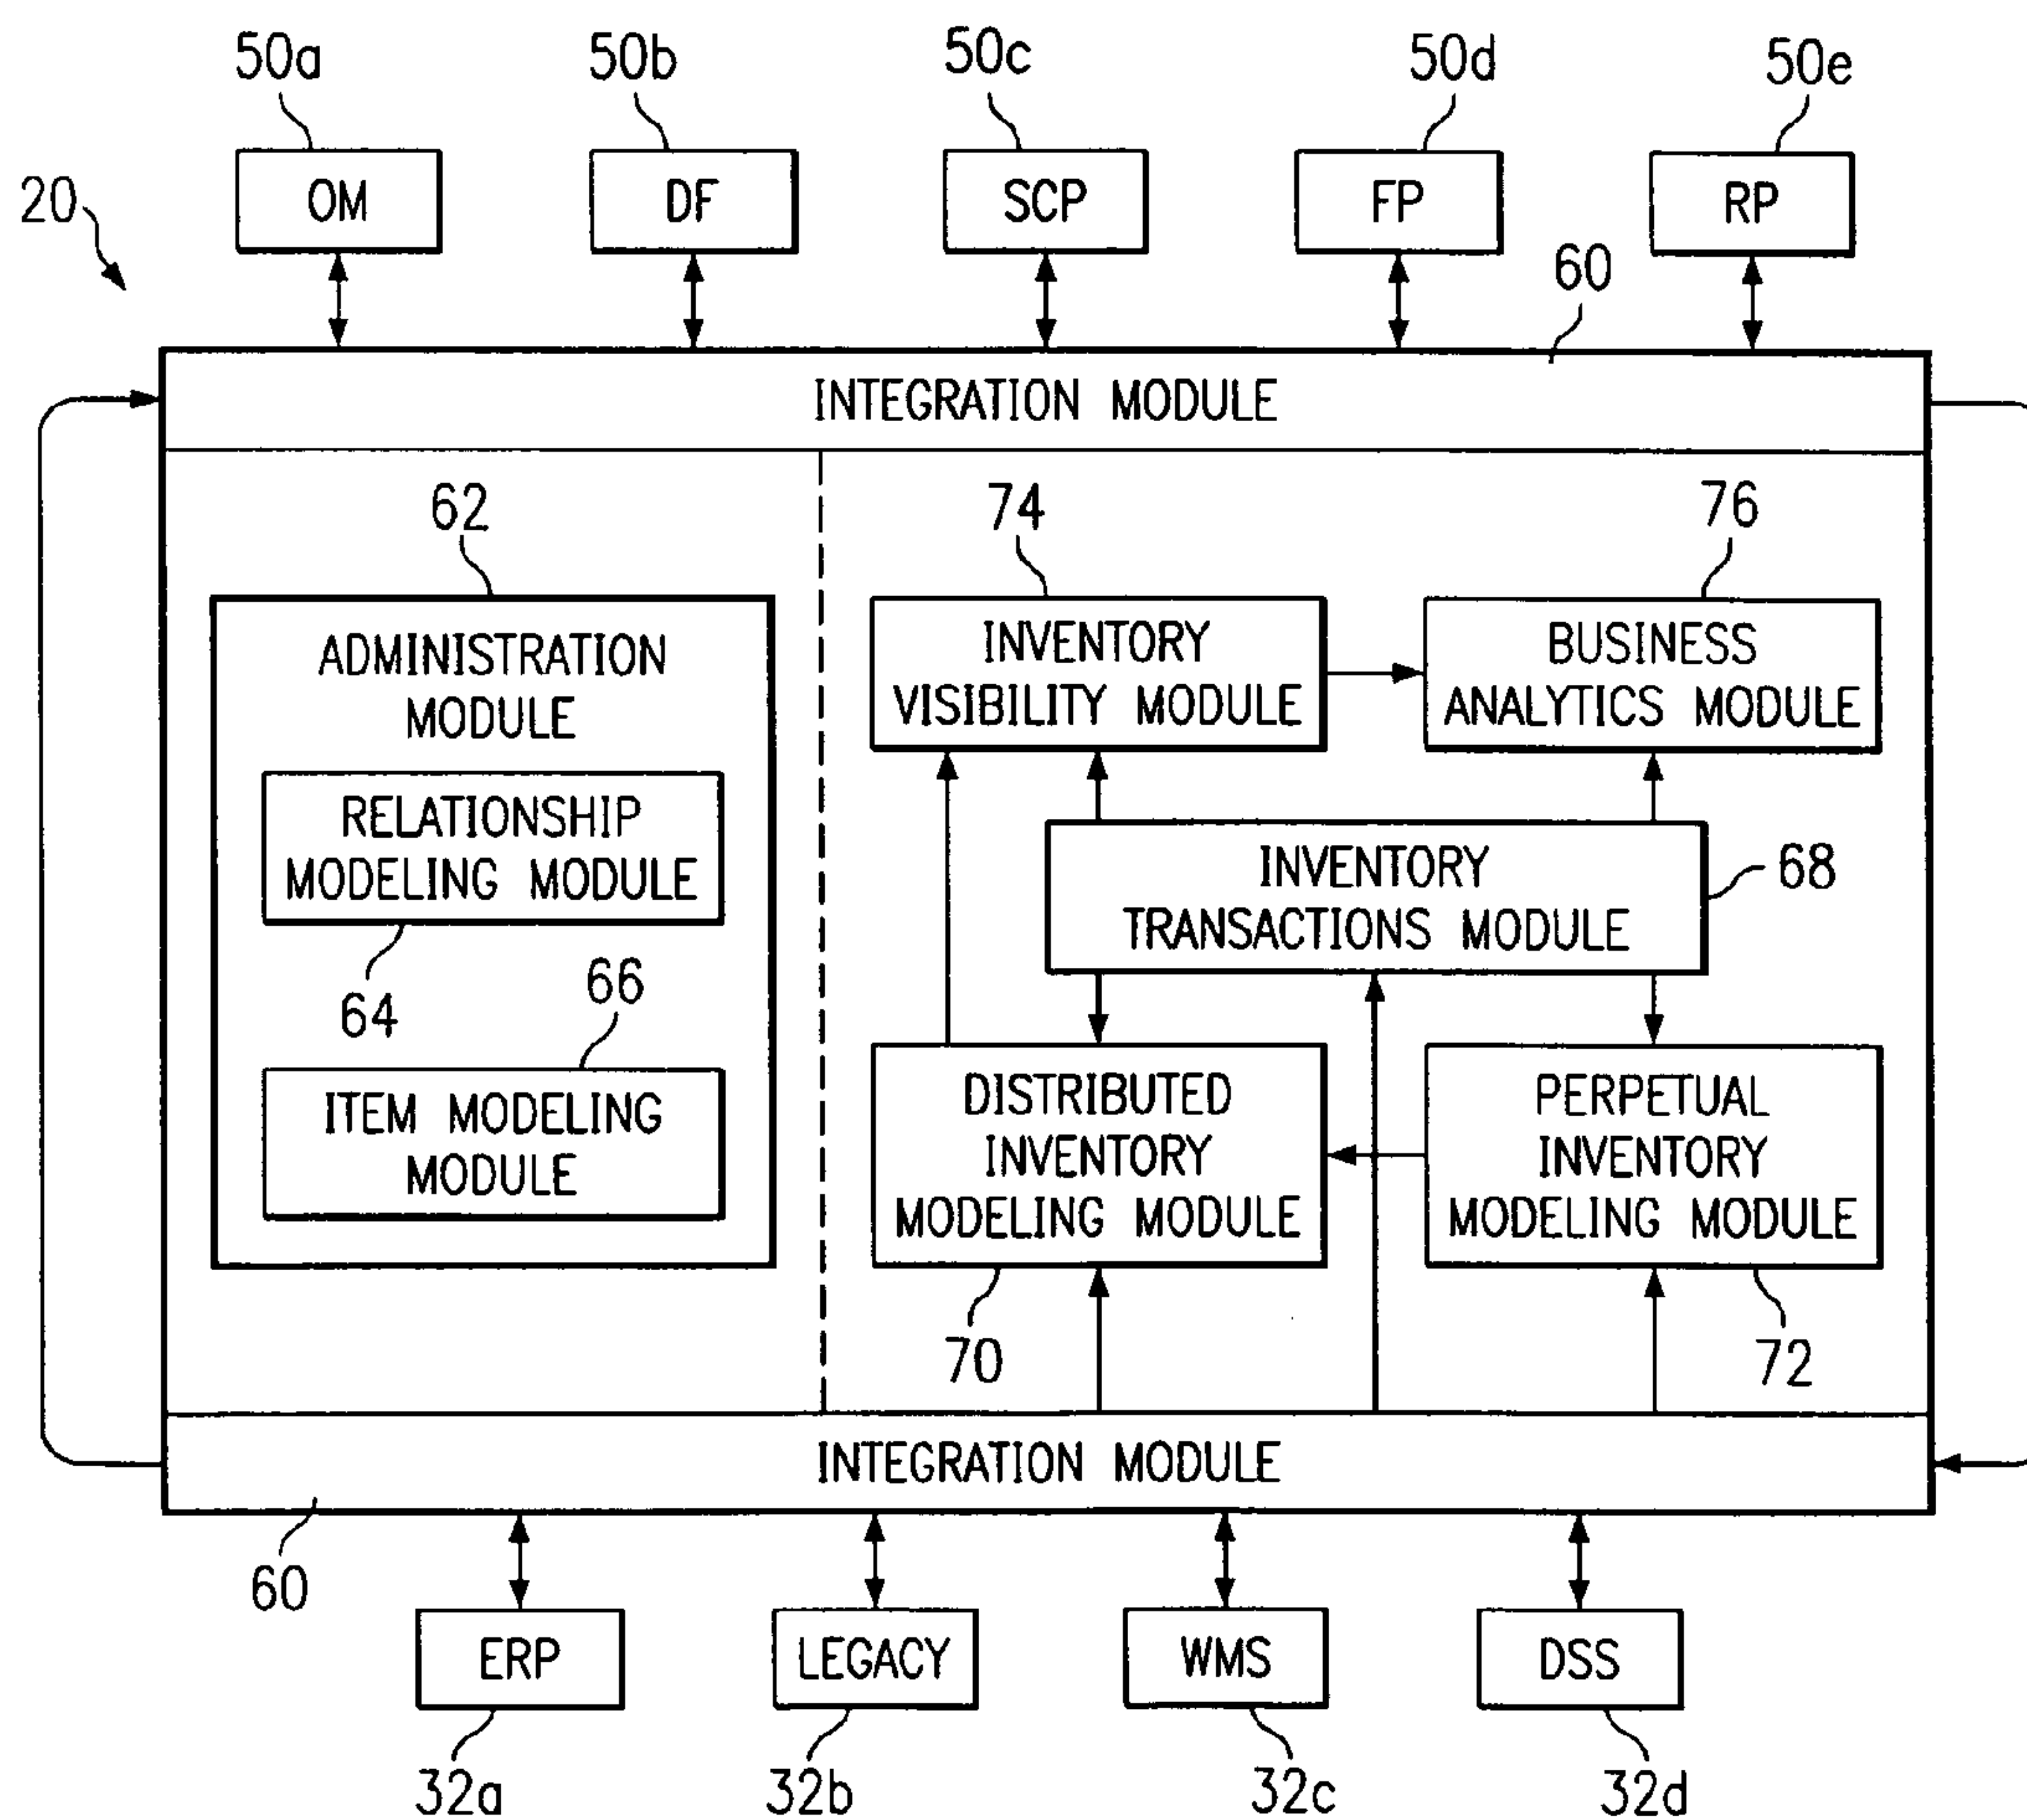 50a
50b
50c
50d
50e
20
OM
DF
SCP
FP
RP
60
INTEGRATION MODULE
62
74
76
ADMINISTRATION
MODULE
INVENTORY
VISIBILITY MODULE
BUSINESS
ANALYTICS MODULE
RELATIONSHIP
MODELING MODULE
64
INVENTORY
TRANSACTIONS MODULE
68
66
ITEM MODELING
MODULE
DISTRIBUTED
INVENTORY
MODELING MODULE
PERPETUAL
INVENTORY
MODELING MODULE
70
72
INTEGRATION MODULE
60
ERP
LEGACY
WMS
DSS
32a
32b
32c
32d